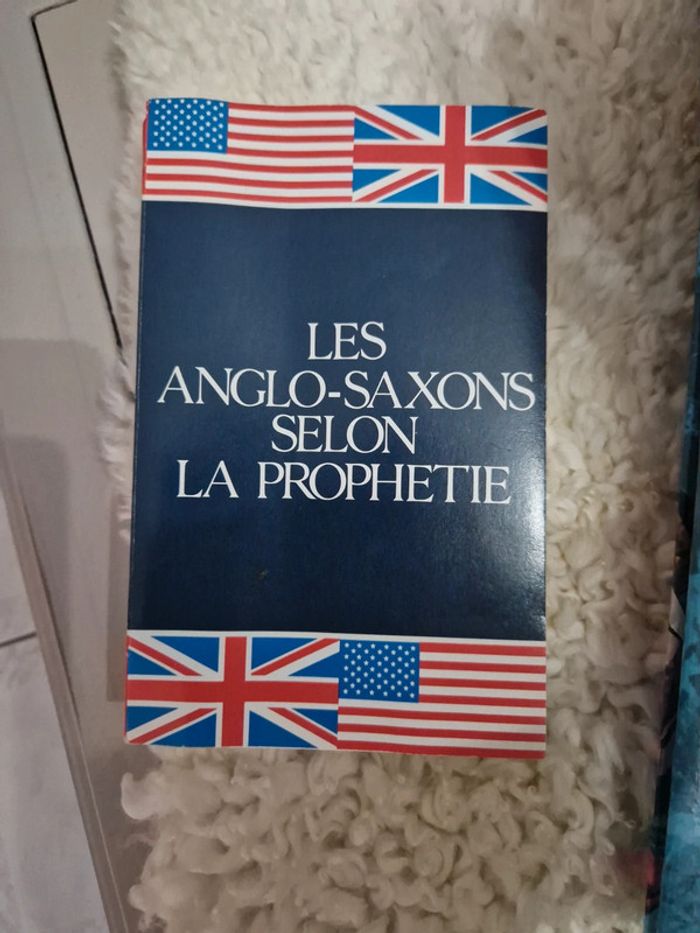 LES
ANGLO-SAXONS
SELON
LA PROPHETIE